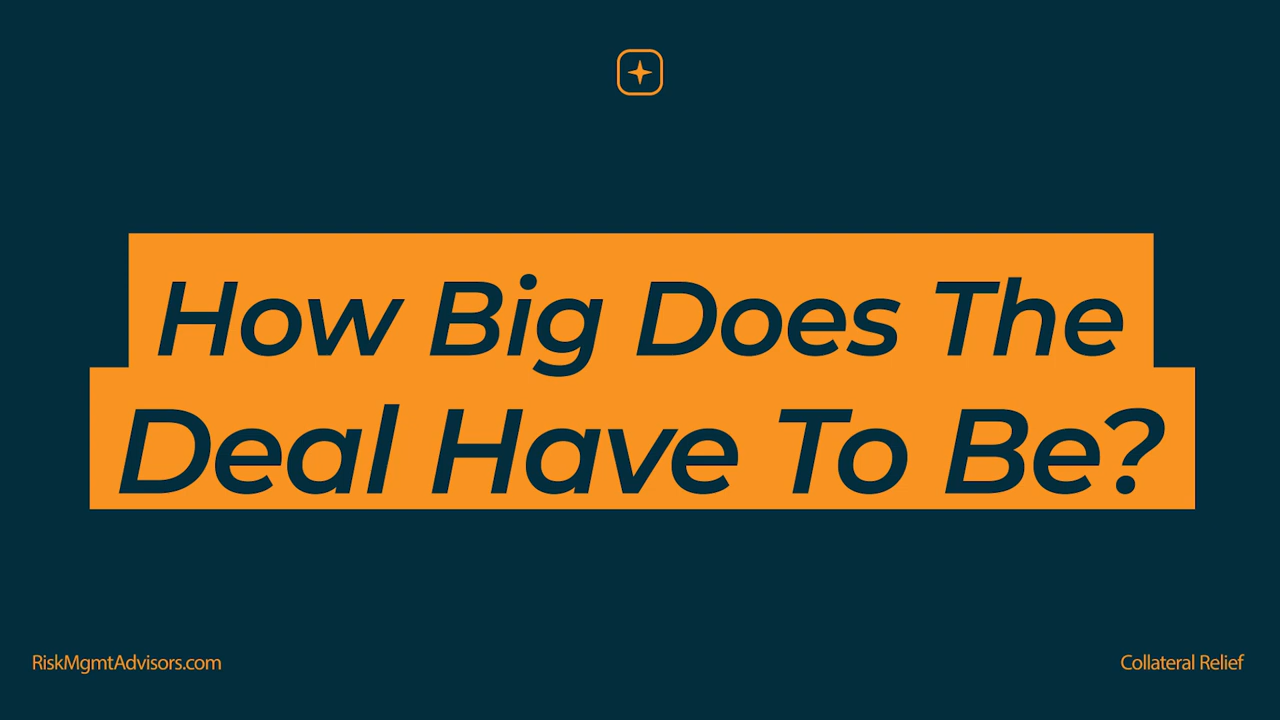 How Big Does The
Deal Have To Be?
RiskMgmtAdvisors.com
Collateral Relief